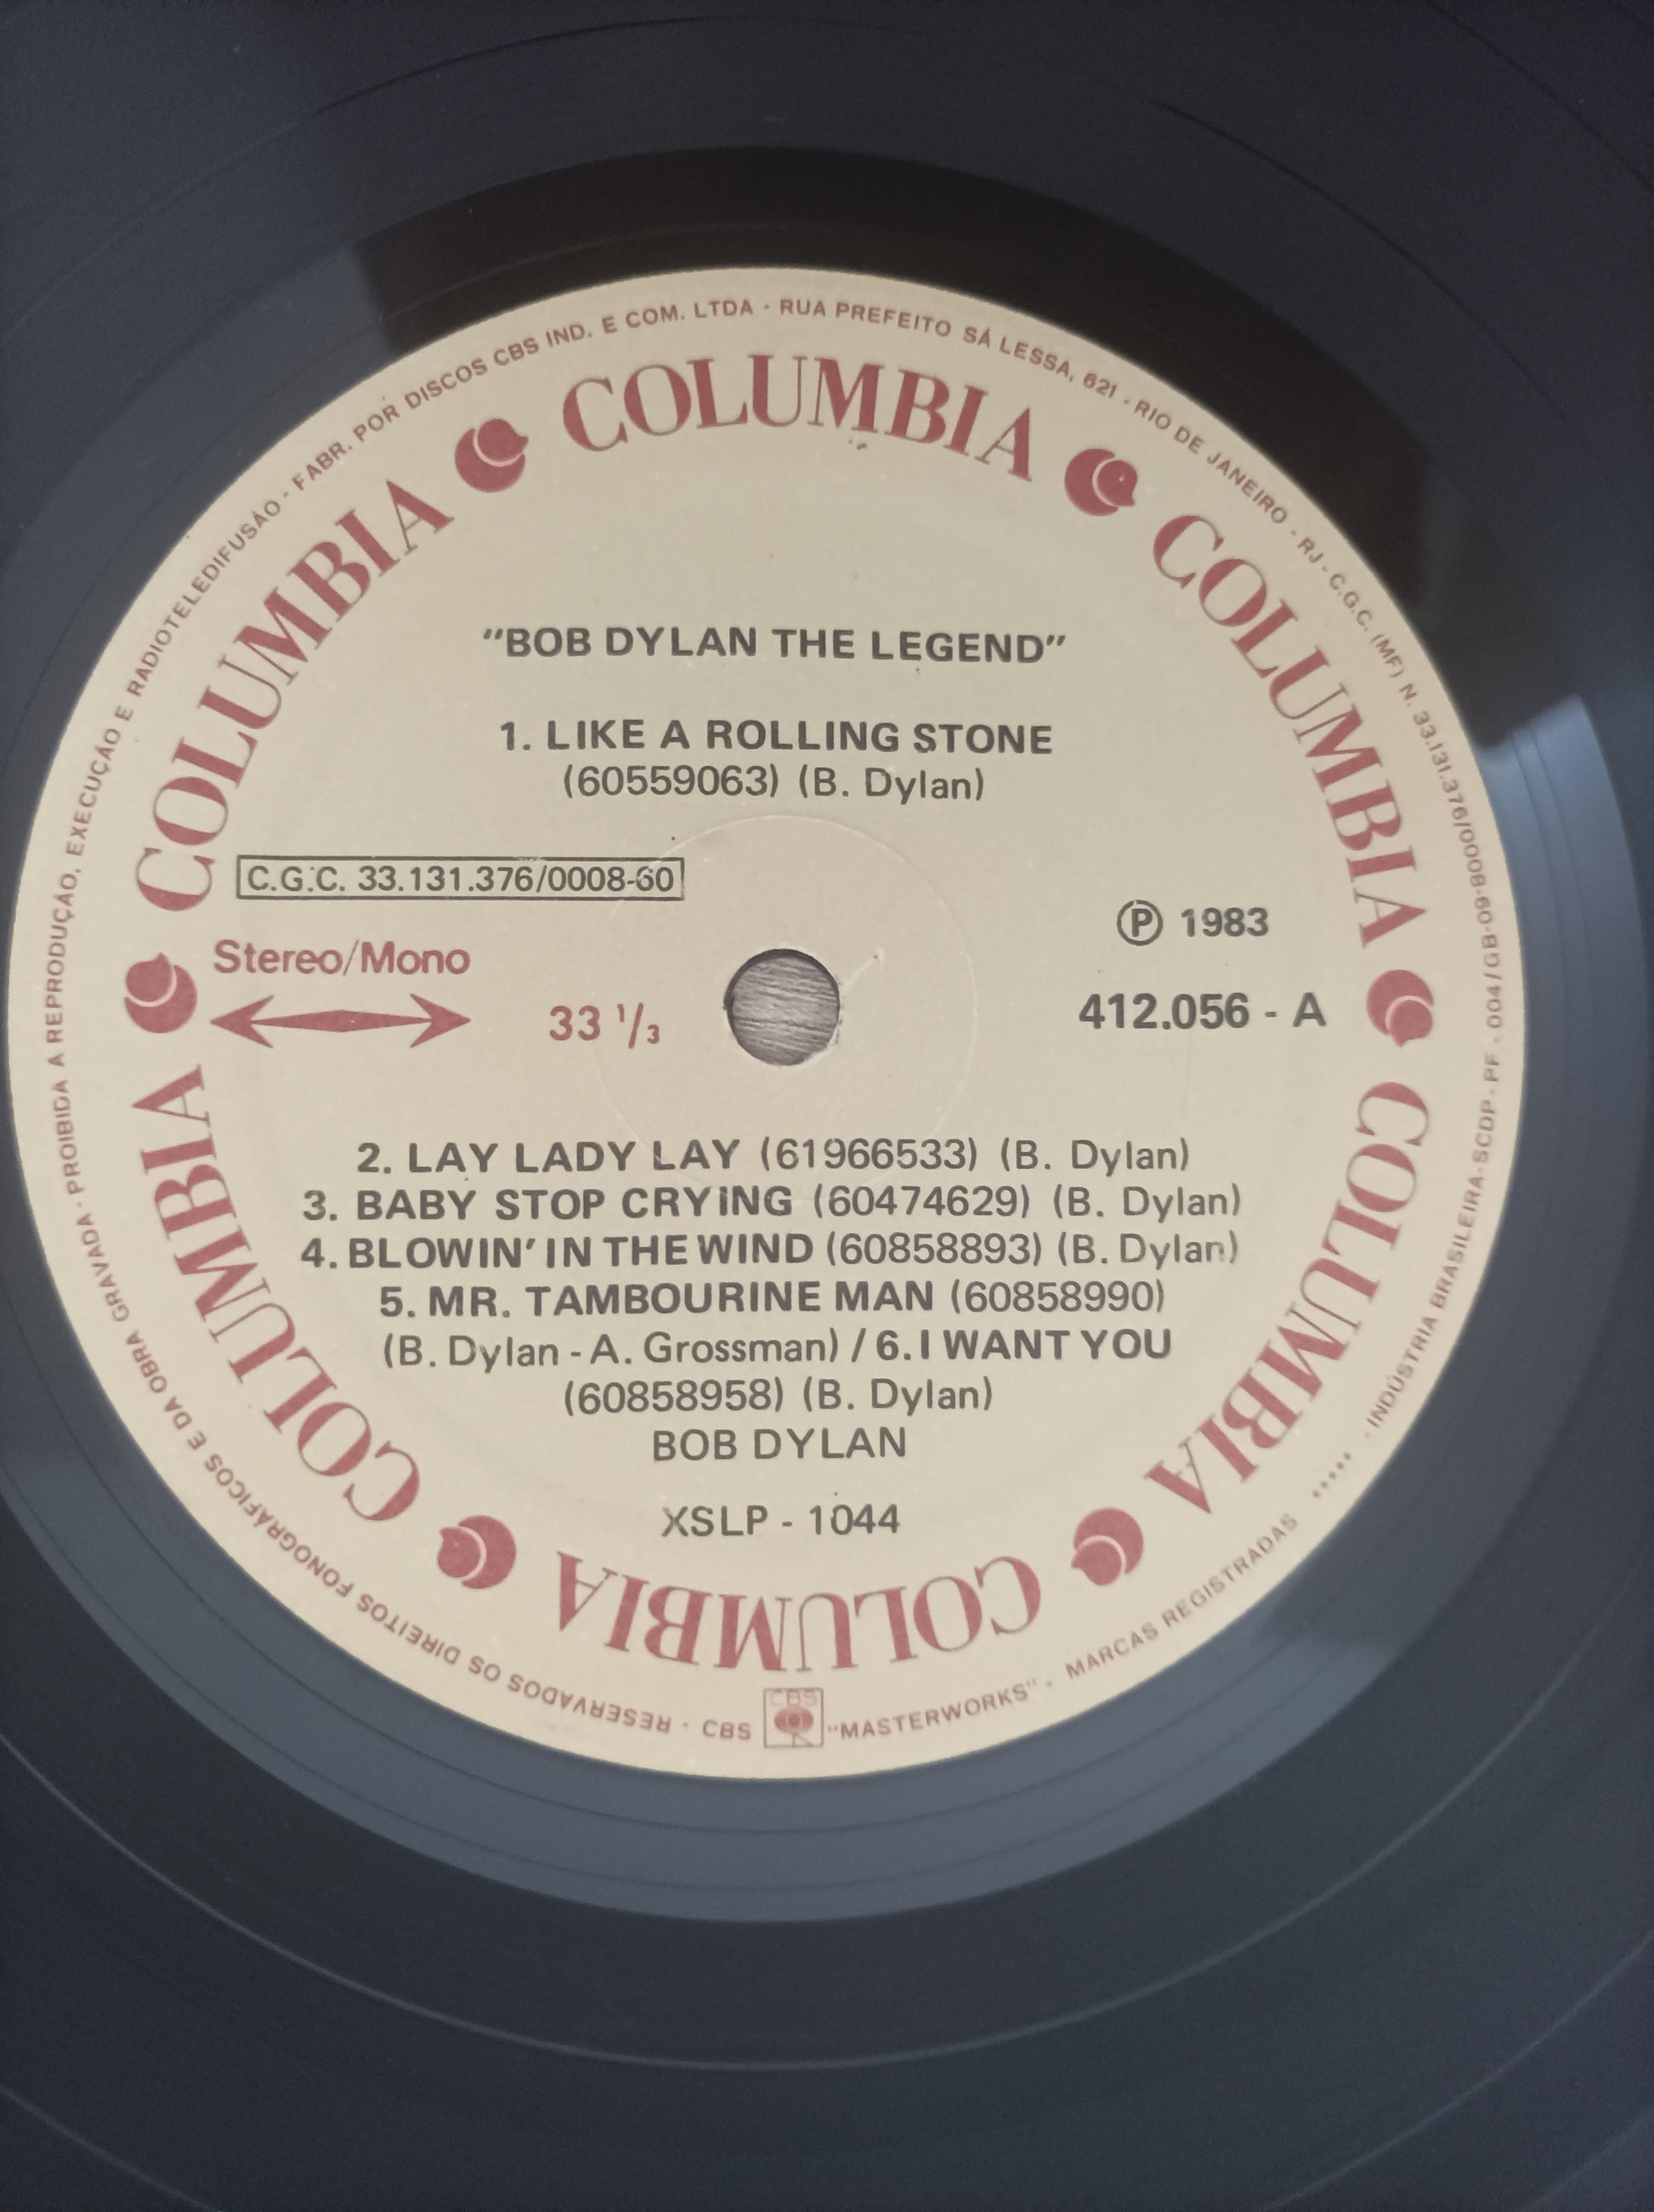 FABR. POR DISCOS CBS IND. E COM. LTDA - RUA PREFEITO SÁ LESSA, 621 - RIO DE JANEIRO - RJ - C.G.C. (MF) N. 33.131.376/0008-60 - SCDP - PF - 004/GB - INDÚSTRIA BRASILEIRA - •••••
COLUMBIA
COLUMBIA
COLUMBIA
COLUMBIA
COLUMBIA
COLUMBIA
"BOB DYLAN THE LEGEND"
1. LIKE A ROLLING STONE
(60559063) (B. Dylan)
C.G.C. 33.131.376/0008-60
℗ 1983
Stereo/Mono
33 1/3
412.056 - A
2. LAY LADY LAY (61966533) (B. Dylan)
3. BABY STOP CRYING (60474629) (B. Dylan)
4. BLOWIN' IN THE WIND (60858893) (B. Dylan)
5. MR. TAMBOURINE MAN (60858990)
(B. Dylan - A. Grossman) / 6. I WANT YOU
(60858958) (B. Dylan)
BOB DYLAN
XSLP - 1044
CBS CBS "MASTERWORKS" - MARCAS REGISTRADAS
RESERVADOS OS DIREITOS FONOGRÁFICOS E DA OBRA GRAVADA - PROIBIDA A REPRODUÇÃO, EXECUÇÃO E RADIOTELEDIFUSÃO